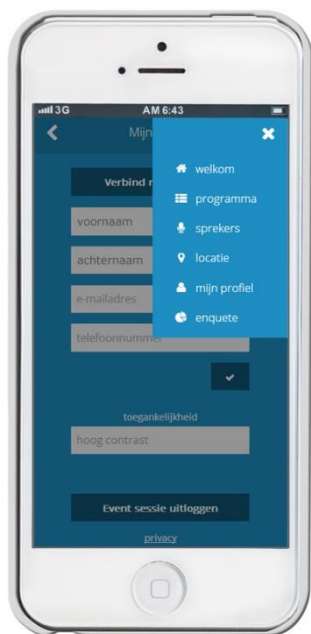 3G AM 6:43
Mijn
welkom
Verbind
programma
voornaam
sprekers
achternaam
locatie
e-mailadres
mijn profiel
enquete
telefoonnummer
toegankelijkheid
hoog contrast
Event sessie uitloggen
privacy